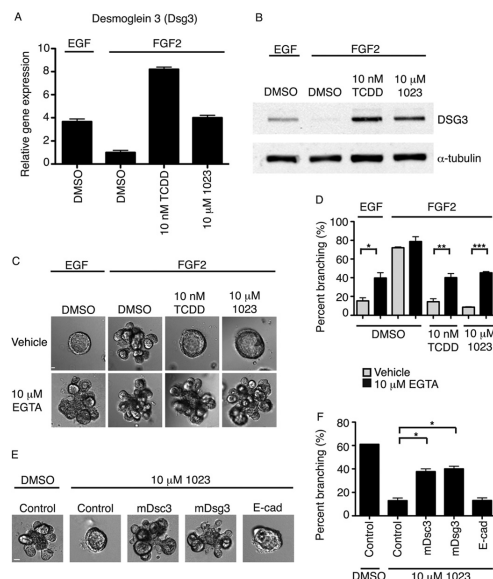 A
Desmoglein 3 (Dsg3)
EGF FGF2
Relative gene expression
10
8
6
4
2
0
DMSO DMSO 10 nM TCDD 10 μM 1023
B
EGF FGF2
DMSO DMSO 10 nM TCDD 10 μM 1023
DSG3
α-tubulin
C
EGF FGF2
DMSO DMSO 10 nM TCDD 10 μM 1023
Vehicle
10 μM
EGTA
D
EGF FGF2
Percent branching (%)
100
80
60
40
20
0
* ** ***
DMSO 10 nM TCDD 10 μM 1023
Vehicle
10 μM EGTA
E
DMSO 10 μM 1023
Control Control mDsc3 mDsg3 E-cad
F
Percent branching (%)
80
60
40
20
0
*
*
Control Control mDsc3 mDsg3 E-cad
DMSO 10 μM 1023